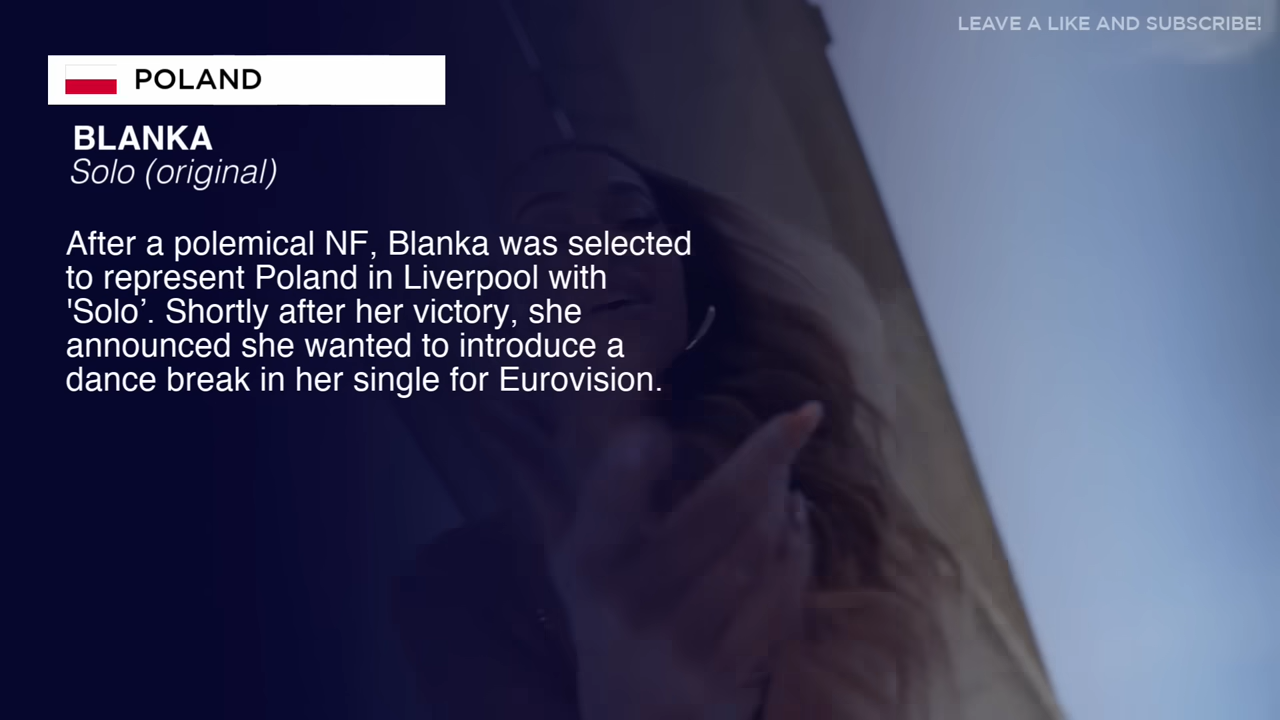 LEAVE A LIKE AND SUBSCRIBE!
POLAND
BLANKA
Solo (original)
After a polemical NF, Blanka was selected
to represent Poland in Liverpool with
'Solo’. Shortly after her victory, she
announced she wanted to introduce a
dance break in her single for Eurovision.